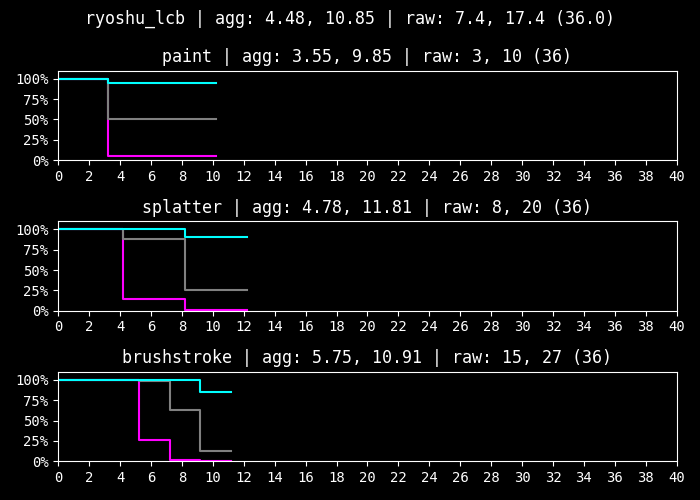 ryoshu_lcb | agg: 4.48, 10.85 | raw: 7.4, 17.4 (36.0)
paint | agg: 3.55, 9.85 | raw: 3, 10 (36)
100%
75%
50%
25%
0%
0 2 4 6 8 10 12 14 16 18 20 22 24 26 28 30 32 34 36 38 40
splatter | agg: 4.78, 11.81 | raw: 8, 20 (36)
100%
75%
50%
25%
0%
0 2 4 6 8 10 12 14 16 18 20 22 24 26 28 30 32 34 36 38 40
brushstroke | agg: 5.75, 10.91 | raw: 15, 27 (36)
100%
75%
50%
25%
0%
0 2 4 6 8 10 12 14 16 18 20 22 24 26 28 30 32 34 36 38 40